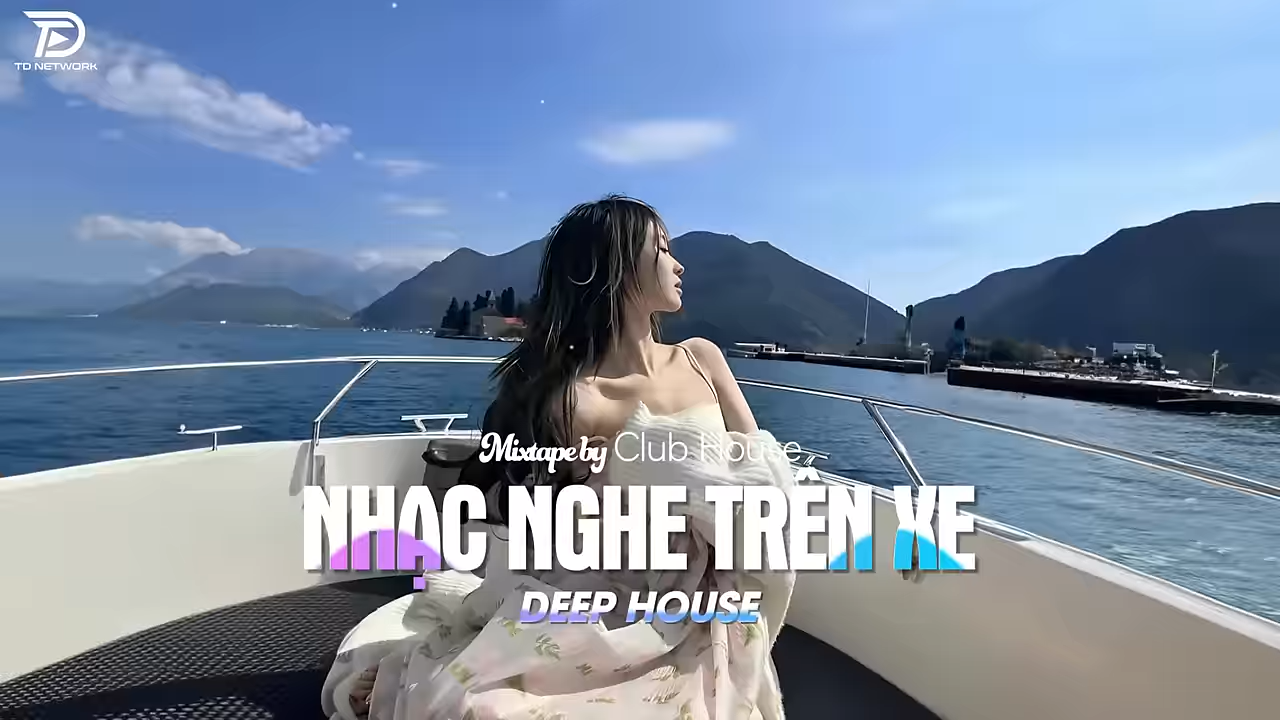 TD NETWORK
Mixtape by Club House
NHẠC NGHE TRÊN XE
DEEP HOUSE